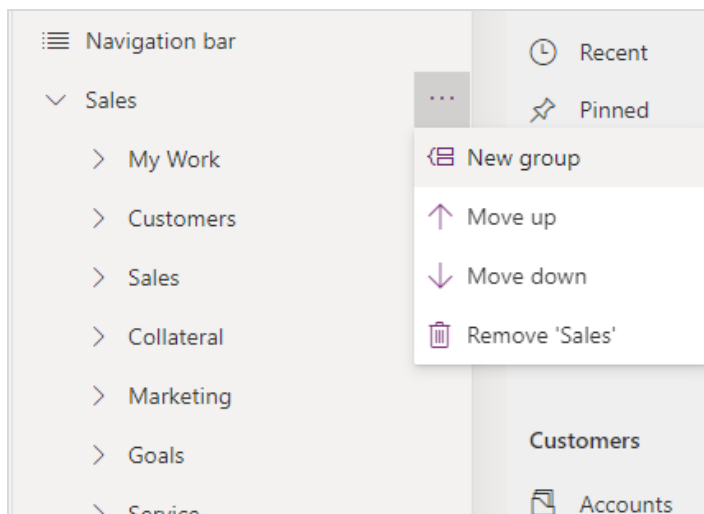 Navigation bar
Sales
...
My Work
Customers
Sales
Collateral
Marketing
Goals
Service
Recent
Pinned
New group
Move up
Move down
Remove 'Sales'
Customers
Accounts